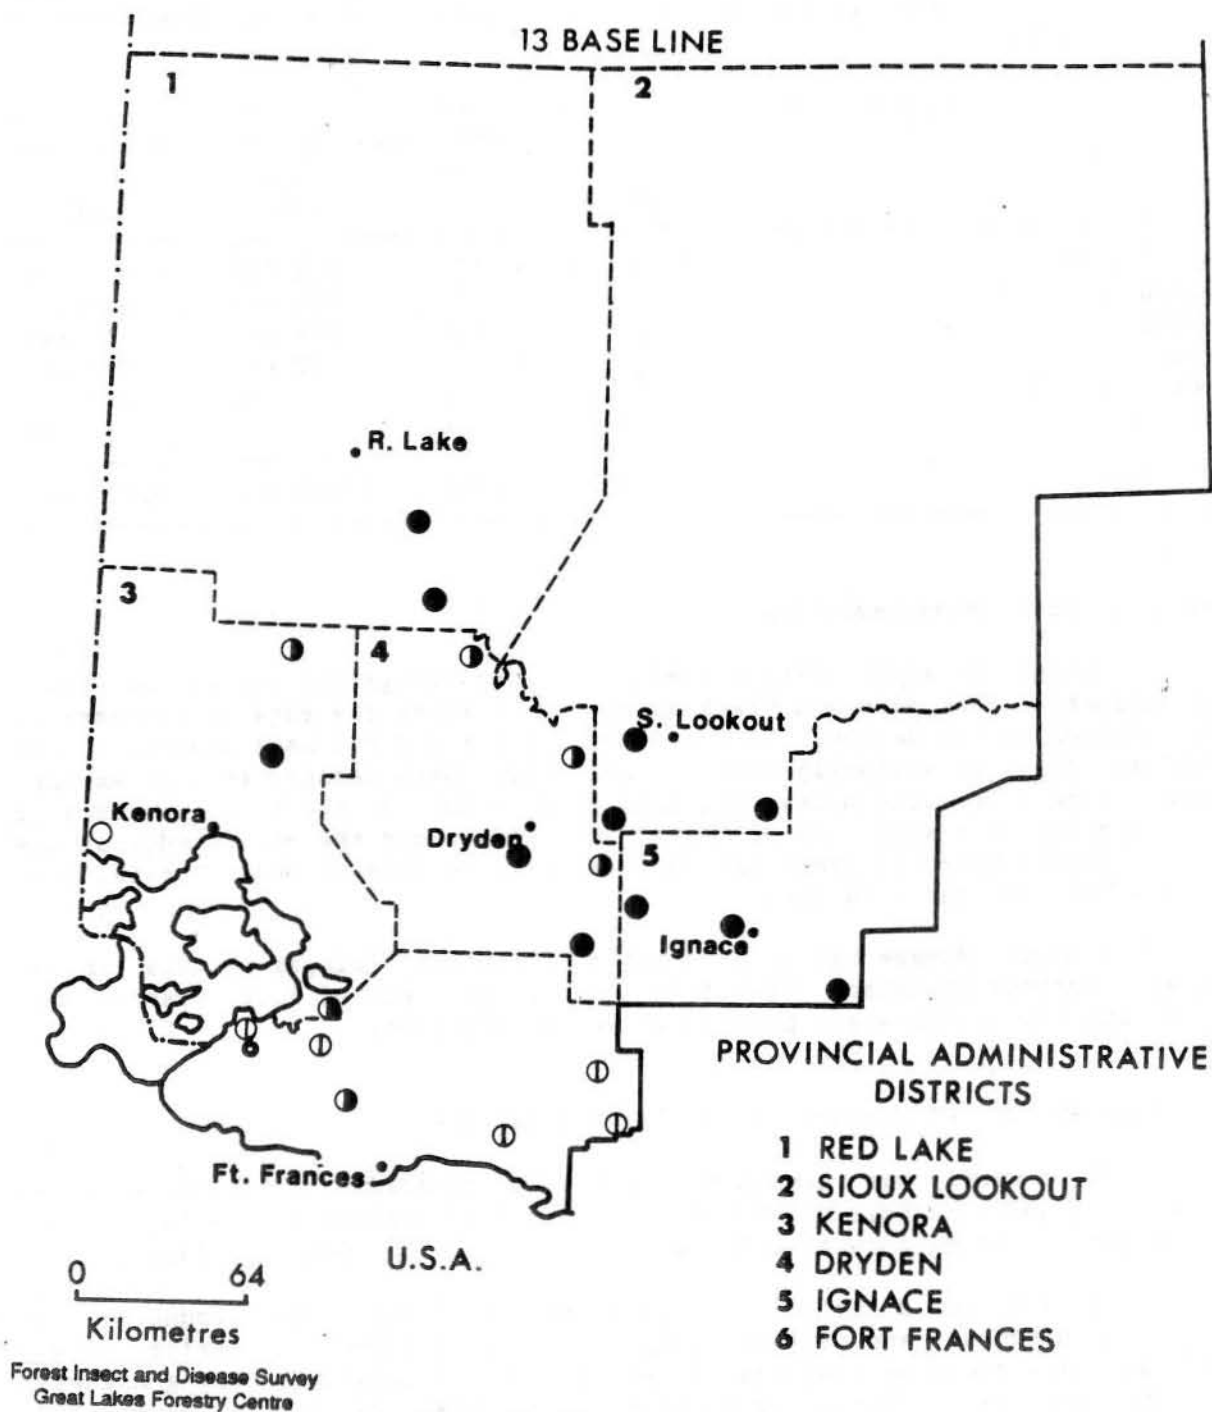 13 BASE LINE
1
2
R. Lake
3
4
S. Lookout
Kenora
Dryden
5
Ignace
6
Ft. Frances
U.S.A.
0 64
Kilometres
Forest Insect and Disease Survey
Great Lakes Forestry Centre
PROVINCIAL ADMINISTRATIVE
DISTRICTS
1 RED LAKE
2 SIOUX LOOKOUT
3 KENORA
4 DRYDEN
5 IGNACE
6 FORT FRANCES